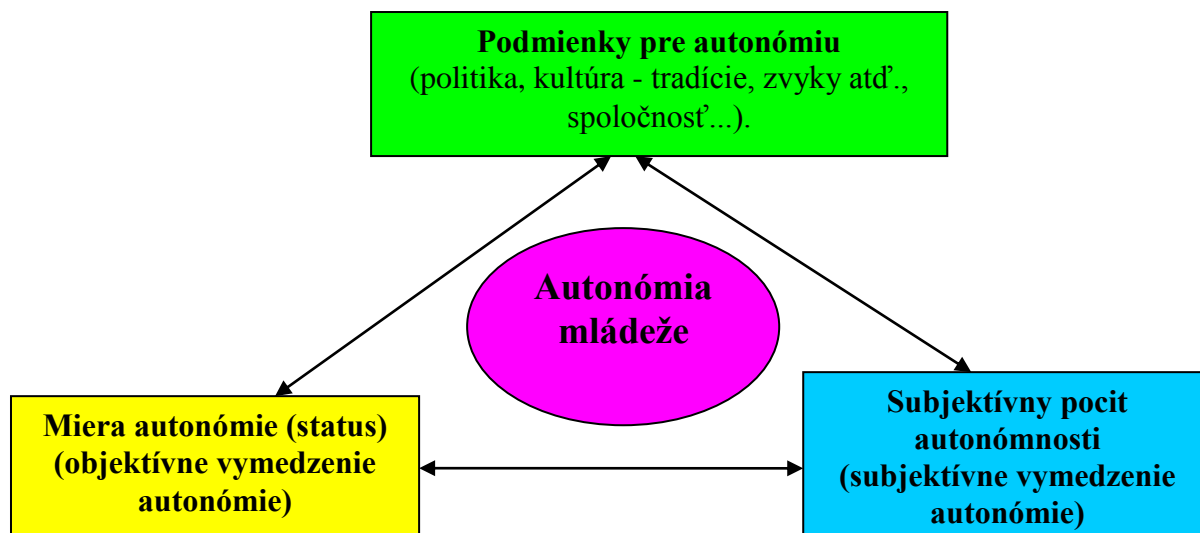 Podmienky pre autonómiu
(politika, kultúra - tradície, zvyky atď.,
spoločnosť...).
Autonómia
mládeže
Miera autonómie (status)
(objektívne vymedzenie
autonómie)
Subjektívny pocit
autonómnosti
(subjektívne vymedzenie
autonómie)